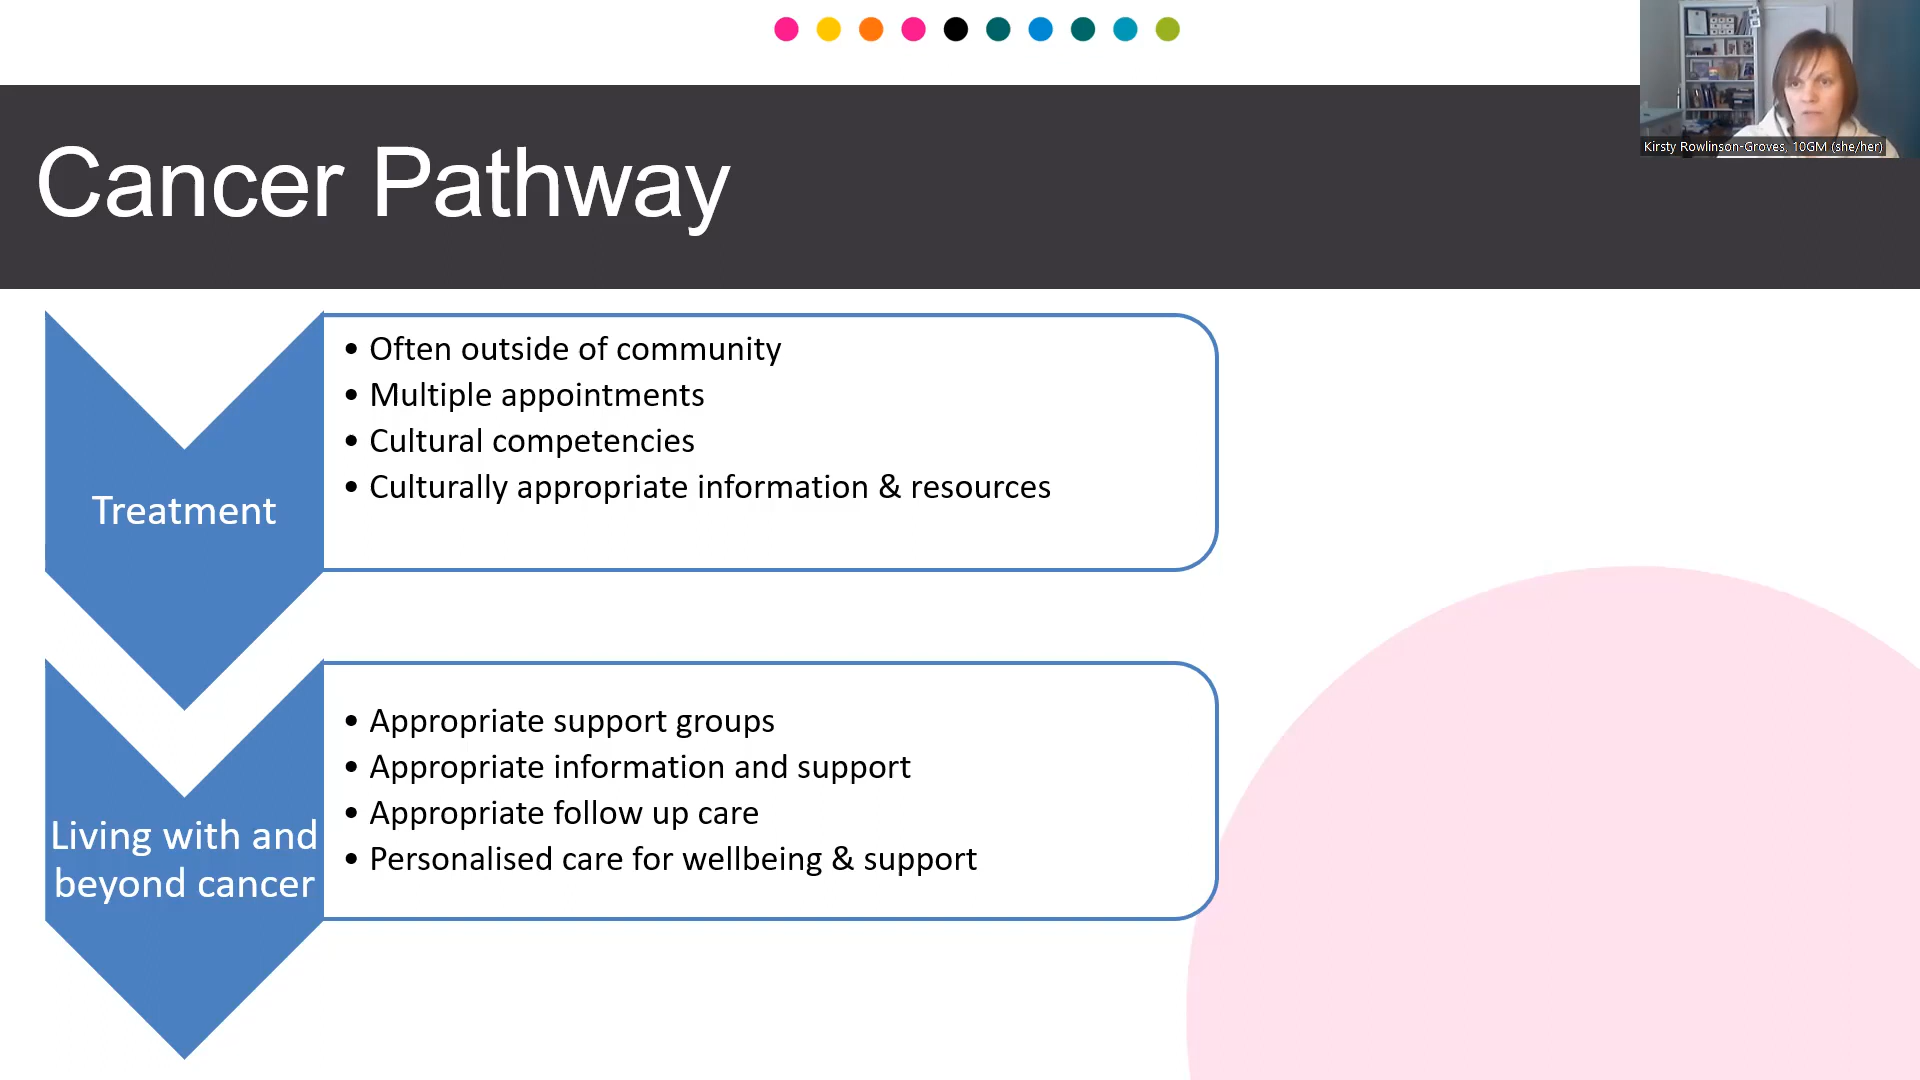 Kirsty Rowlinson-Groves, 10GM (she/her)
Cancer Pathway
Treatment
• Often outside of community
• Multiple appointments
• Cultural competencies
• Culturally appropriate information & resources
Living with and
beyond cancer
• Appropriate support groups
• Appropriate information and support
• Appropriate follow up care
• Personalised care for wellbeing & support